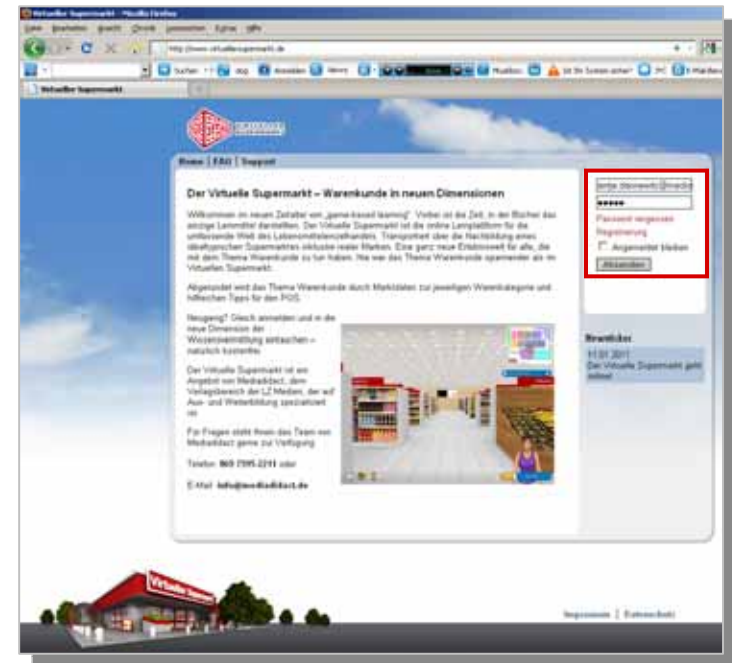 Virtueller Supermarkt - Mozilla Firefox
http://www.virtuellersupermarkt.de
Suchen
Anmelden
News
Ist Ihr System sicher?
Virtueller Supermarkt
Home | FAQ | Support
Der Virtuelle Supermarkt – Warenkunde in neuen Dimensionen
Willkommen im neuen Zeitalter von „game-based learning“. Vorbei ist die Zeit, in der Bücher das
einzige Lernmittel darstellten. Der Virtuelle Supermarkt ist die online Lernplattform für die
umfassende Welt des Lebensmitteleinzelhandels. Transportiert über die Nachbildung eines
idealtypischen Supermarktes inklusive realer Marken. Eine ganz neue Erlebniswelt für alle, die
mit dem Thema Warenkunde zu tun haben. Nie war das Thema Warenkunde spannender als im
Virtuellen Supermarkt.
Abgerundet wird das Thema Warenkunde durch Marktdaten zur jeweiligen Warenkategorie und
hilfreichen Tipps für den POS.
Neugierig? Gleich anmelden und in die
neue Dimension der
Wissensvermittlung eintauchen –
natürlich kostenfrei.
Der Virtuelle Supermarkt ist ein
Angebot von Mediadidact, dem
Verlagsbereich der LZ Medien, der auf
Aus- und Weiterbildung spezialisiert
ist.
Für Fragen steht Ihnen das Team von
Mediadidact gerne zur Verfügung.
Telefon: 069 7595-2211 oder
E-Mail: info@mediadidact.de
Passwort vergessen
Registrierung
Angemeldet bleiben
Absenden
Newsticker
11.01.2011
Der Virtuelle Supermarkt geht
online!
Virtueller Supermarkt
Impressum | Datenschutz